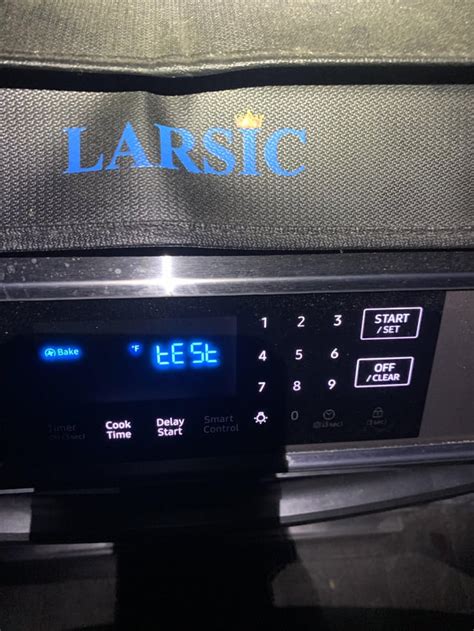 LARSIC
1 2 3 START /SET
Bake °F tESt
4 5 6
7 8 9 OFF /CLEAR
Timer Cook Time Delay Start Smart Control
0